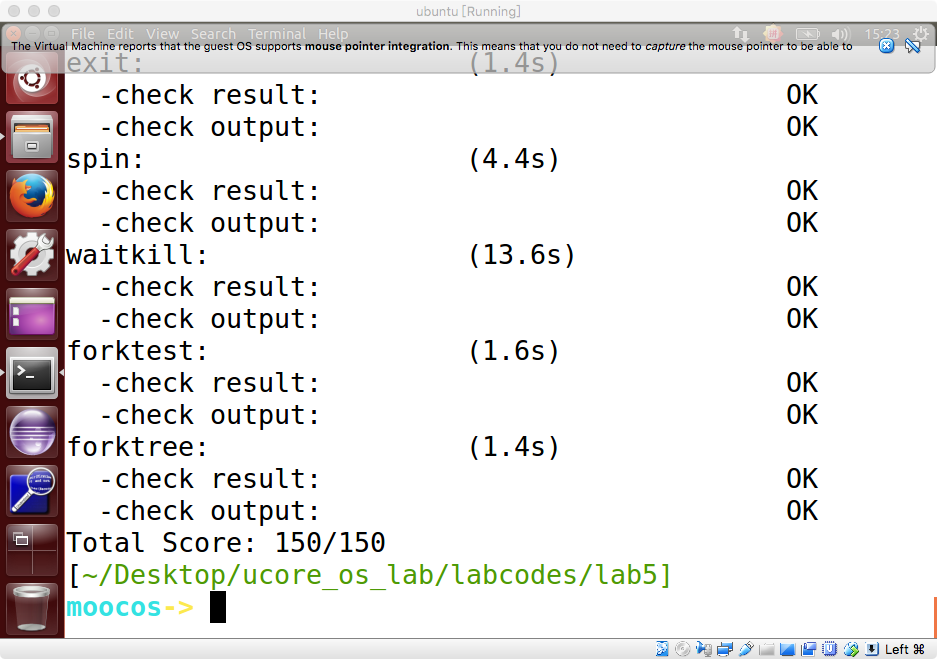 ubuntu [Running]
File Edit View Search Terminal Help 15:23
The Virtual Machine reports that the guest OS supports mouse pointer integration. This means that you do not need to capture the mouse pointer to be able to
exit: (1.4s)
-check result: OK
-check output: OK
spin: (4.4s)
-check result: OK
-check output: OK
waitkill: (13.6s)
-check result: OK
-check output: OK
forktest: (1.6s)
-check result: OK
-check output: OK
forktree: (1.4s)
-check result: OK
-check output: OK
Total Score: 150/150
[~/Desktop/ucore_os_lab/labcodes/lab5]
moocos->
Left ⌘